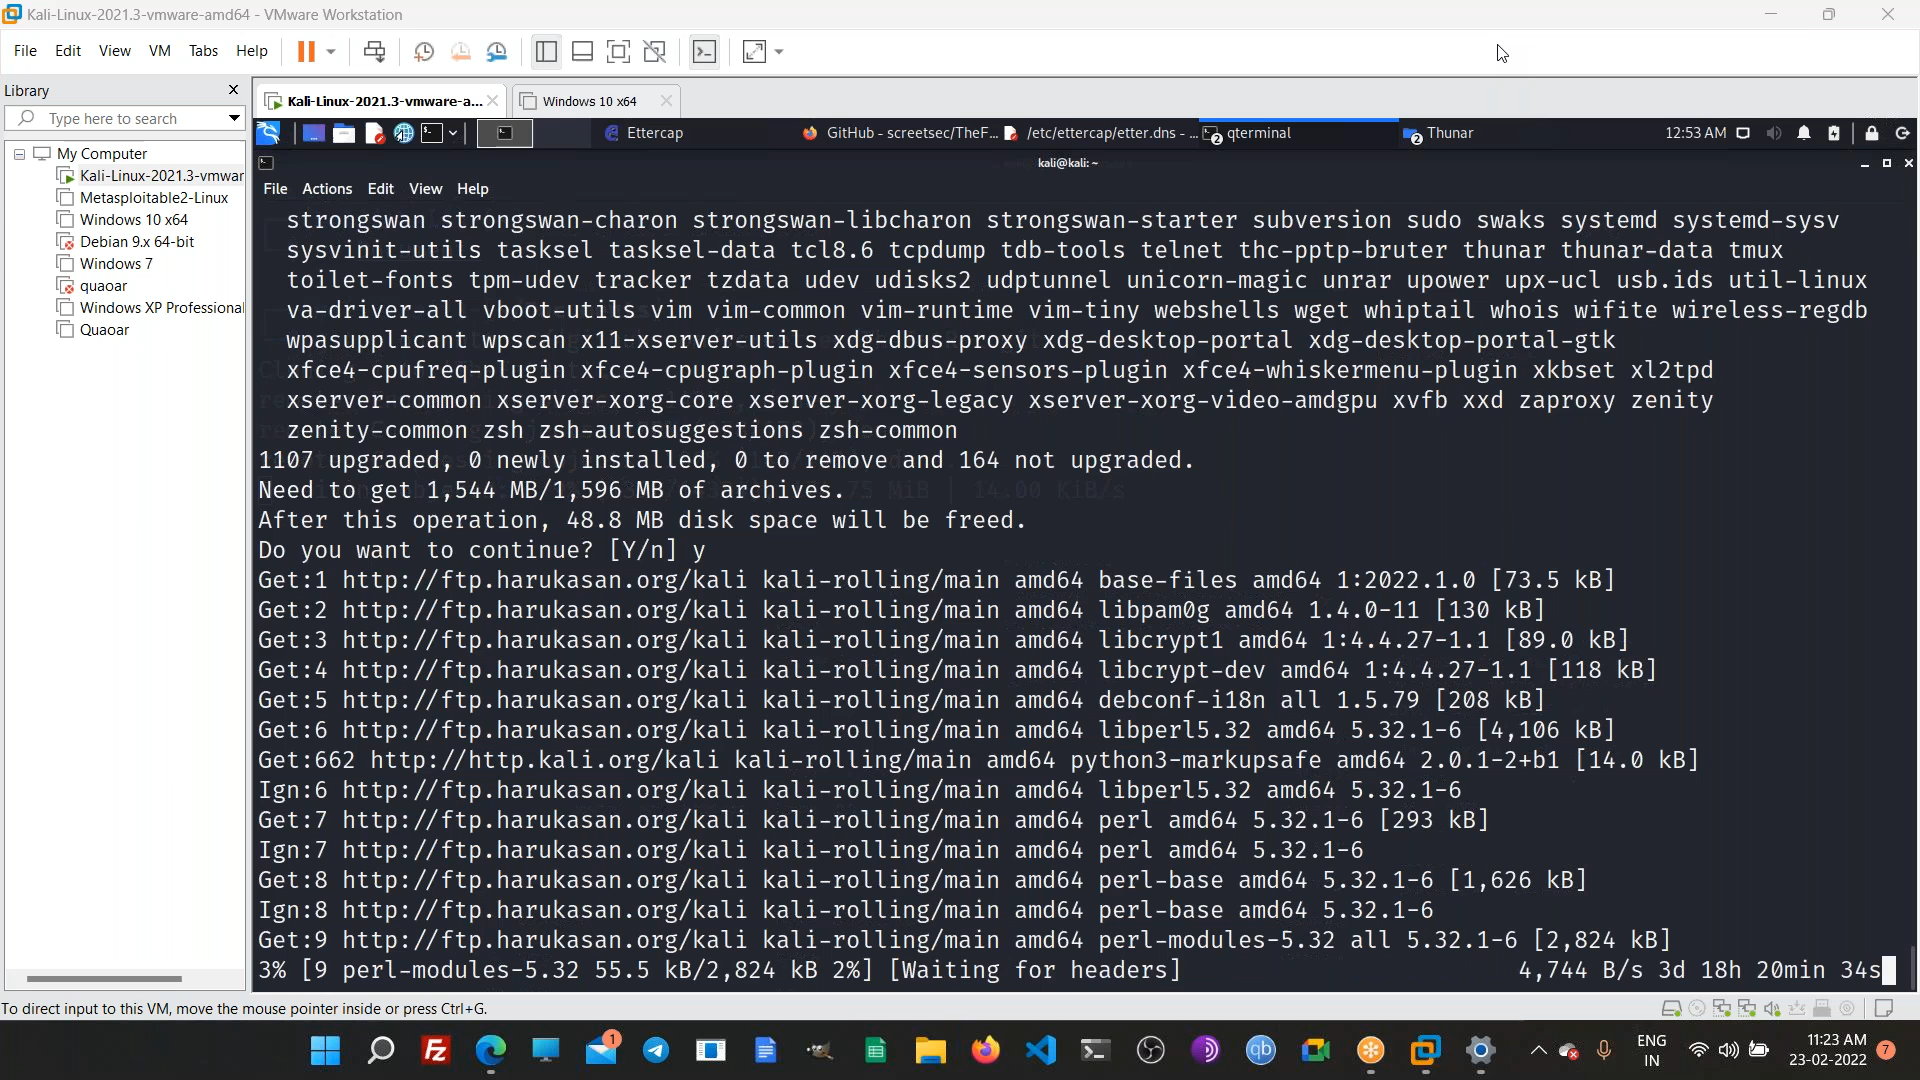 Kali-Linux-2021.3-vmware-amd64 - VMware Workstation
File Edit View VM Tabs Help
Library
Type here to search
My Computer
Kali-Linux-2021.3-vmwar
Metasploitable2-Linux
Windows 10 x64
Debian 9.x 64-bit
Windows 7
quaoar
Windows XP Professional
Quaoar
Kali-Linux-2021.3-vmware-a... Windows 10 x64
Ettercap GitHub - screetsec/TheF... /etc/ettercap/etter.dns - ... 2 qterminal 2 Thunar 12:53 AM
kali@kali: ~
File Actions Edit View Help
strongswan strongswan-charon strongswan-libcharon strongswan-starter subversion sudo swaks systemd systemd-sysv
sysvinit-utils tasksel tasksel-data tcl8.6 tcpdump tdb-tools telnet thc-pptp-bruter thunar thunar-data tmux
toilet-fonts tpm-udev tracker tzdata udev udisks2 udptunnel unicorn-magic unrar upower upx-ucl usb.ids util-linux
va-driver-all vboot-utils vim vim-common vim-runtime vim-tiny webshells wget whiptail whois wifite wireless-regdb
wpasupplicant wpscan x11-xserver-utils xdg-dbus-proxy xdg-desktop-portal xdg-desktop-portal-gtk
xfce4-cpufreq-plugin xfce4-cpugraph-plugin xfce4-sensors-plugin xfce4-whiskermenu-plugin xkbset xl2tpd
xserver-common xserver-xorg-core xserver-xorg-legacy xserver-xorg-video-amdgpu xvfb xxd zaproxy zenity
zenity-common zsh zsh-autosuggestions zsh-common
1107 upgraded, 0 newly installed, 0 to remove and 164 not upgraded.
Need to get 1,544 MB/1,596 MB of archives.
After this operation, 48.8 MB disk space will be freed.
Do you want to continue? [Y/n] y
Get:1 http://ftp.harukasan.org/kali kali-rolling/main amd64 base-files amd64 1:2022.1.0 [73.5 kB]
Get:2 http://ftp.harukasan.org/kali kali-rolling/main amd64 libpam0g amd64 1.4.0-11 [130 kB]
Get:3 http://ftp.harukasan.org/kali kali-rolling/main amd64 libcrypt1 amd64 1:4.4.27-1.1 [89.0 kB]
Get:4 http://ftp.harukasan.org/kali kali-rolling/main amd64 libcrypt-dev amd64 1:4.4.27-1.1 [118 kB]
Get:5 http://ftp.harukasan.org/kali kali-rolling/main amd64 debconf-i18n all 1.5.79 [208 kB]
Get:6 http://ftp.harukasan.org/kali kali-rolling/main amd64 libperl5.32 amd64 5.32.1-6 [4,106 kB]
Get:662 http://http.kali.org/kali kali-rolling/main amd64 python3-markupsafe amd64 2.0.1-2+b1 [14.0 kB]
Ign:6 http://ftp.harukasan.org/kali kali-rolling/main amd64 libperl5.32 amd64 5.32.1-6
Get:7 http://ftp.harukasan.org/kali kali-rolling/main amd64 perl amd64 5.32.1-6 [293 kB]
Ign:7 http://ftp.harukasan.org/kali kali-rolling/main amd64 perl amd64 5.32.1-6
Get:8 http://ftp.harukasan.org/kali kali-rolling/main amd64 perl-base amd64 5.32.1-6 [1,626 kB]
Ign:8 http://ftp.harukasan.org/kali kali-rolling/main amd64 perl-base amd64 5.32.1-6
Get:9 http://ftp.harukasan.org/kali kali-rolling/main amd64 perl-modules-5.32 all 5.32.1-6 [2,824 kB]
3% [9 perl-modules-5.32 55.5 kB/2,824 kB 2%] [Waiting for headers] 4,744 B/s 3d 18h 20min 34s
To direct input to this VM, move the mouse pointer inside or press Ctrl+G.
1
ENG
IN
11:23 AM
23-02-2022
7